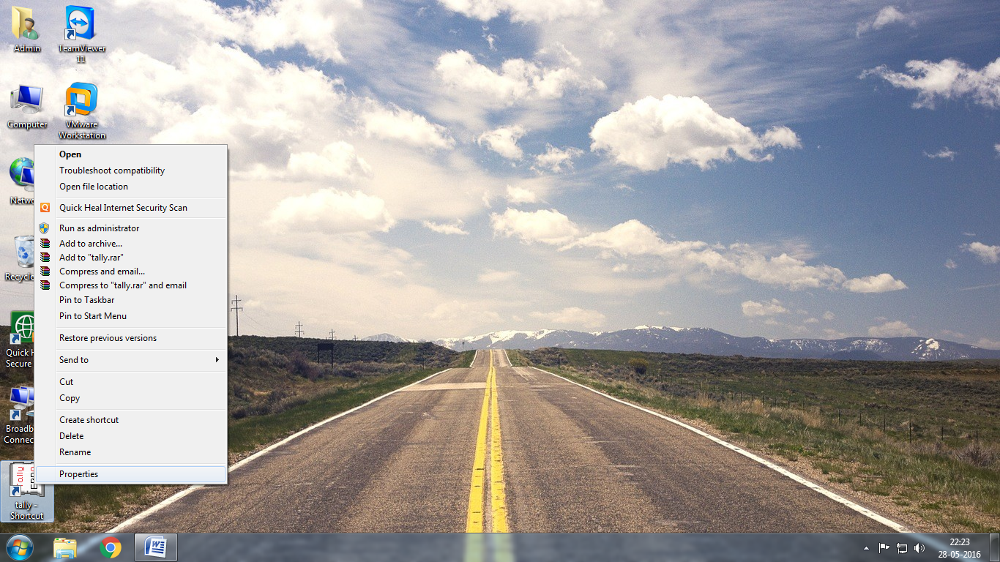 Admin
TeamViewer
11
Computer
VMware
Workstation
Open
Troubleshoot compatibility
Open file location
Quick Heal Internet Security Scan
Run as administrator
Add to archive...
Add to "tally.rar"
Compress and email...
Compress to "tally.rar" and email
Pin to Taskbar
Pin to Start Menu
Restore previous versions
Send to
Cut
Copy
Create shortcut
Delete
Rename
Properties
Netwo
Recycle
Quick H
Secure
Broadb
Connec
ally
tally -
Shortcut
22:23
28-05-2016